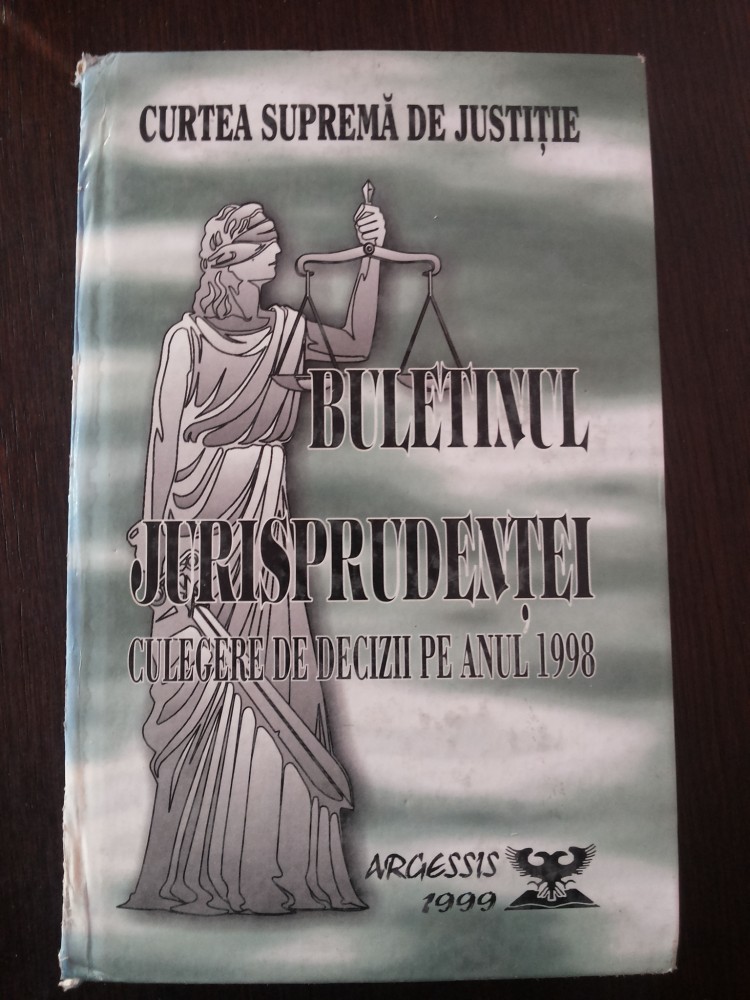 CURTEA SUPREMĂ DE JUSTIȚIE
BULETINUL
JURISPRUDENȚEI
CULEGERE DE DECIZII PE ANUL 1998
ARGESSIS
1999